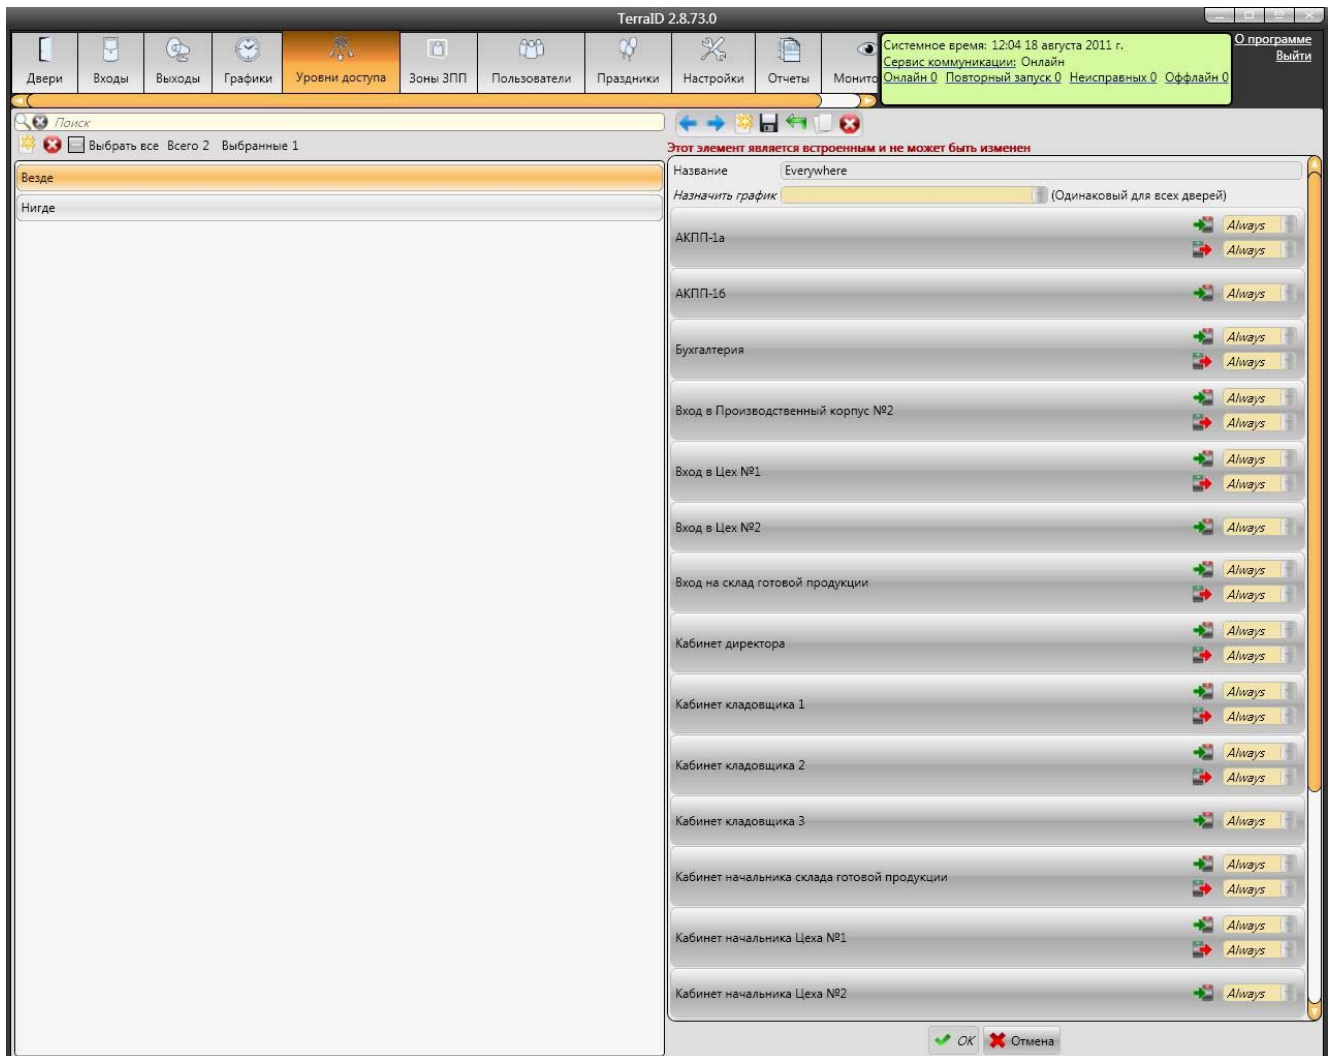 TerraID 2.8.73.0
Двери Входы Выходы Графики Уровни доступа Зоны ЗПП Пользователи Праздники Настройки Отчеты Монито
Системное время: 12:04 18 августа 2011 г.
Сервис коммуникации: Онлайн
Онлайн 0 Повторный запуск 0 Неисправных 0 Оффлайн 0
О программе
Выйти
Поиск
Выбрать все Всего 2 Выбранные 1
Везде
Нигде
Этот элемент является встроенным и не может быть изменен
Название Everywhere
Назначить график (Одинаковый для всех дверей)
АКПП-1а
Always
Always
АКПП-1б Always
Бухгалтерия
Always
Always
Вход в Производственный корпус №2
Always
Always
Вход в Цех №1
Always
Always
Вход в Цех №2 Always
Вход на склад готовой продукции
Always
Always
Кабинет директора
Always
Always
Кабинет кладовщика 1
Always
Always
Кабинет кладовщика 2
Always
Always
Кабинет кладовщика 3 Always
Кабинет начальника склада готовой продукции
Always
Always
Кабинет начальника Цеха №1
Always
Always
Кабинет начальника Цеха №2 Always
OK Отмена